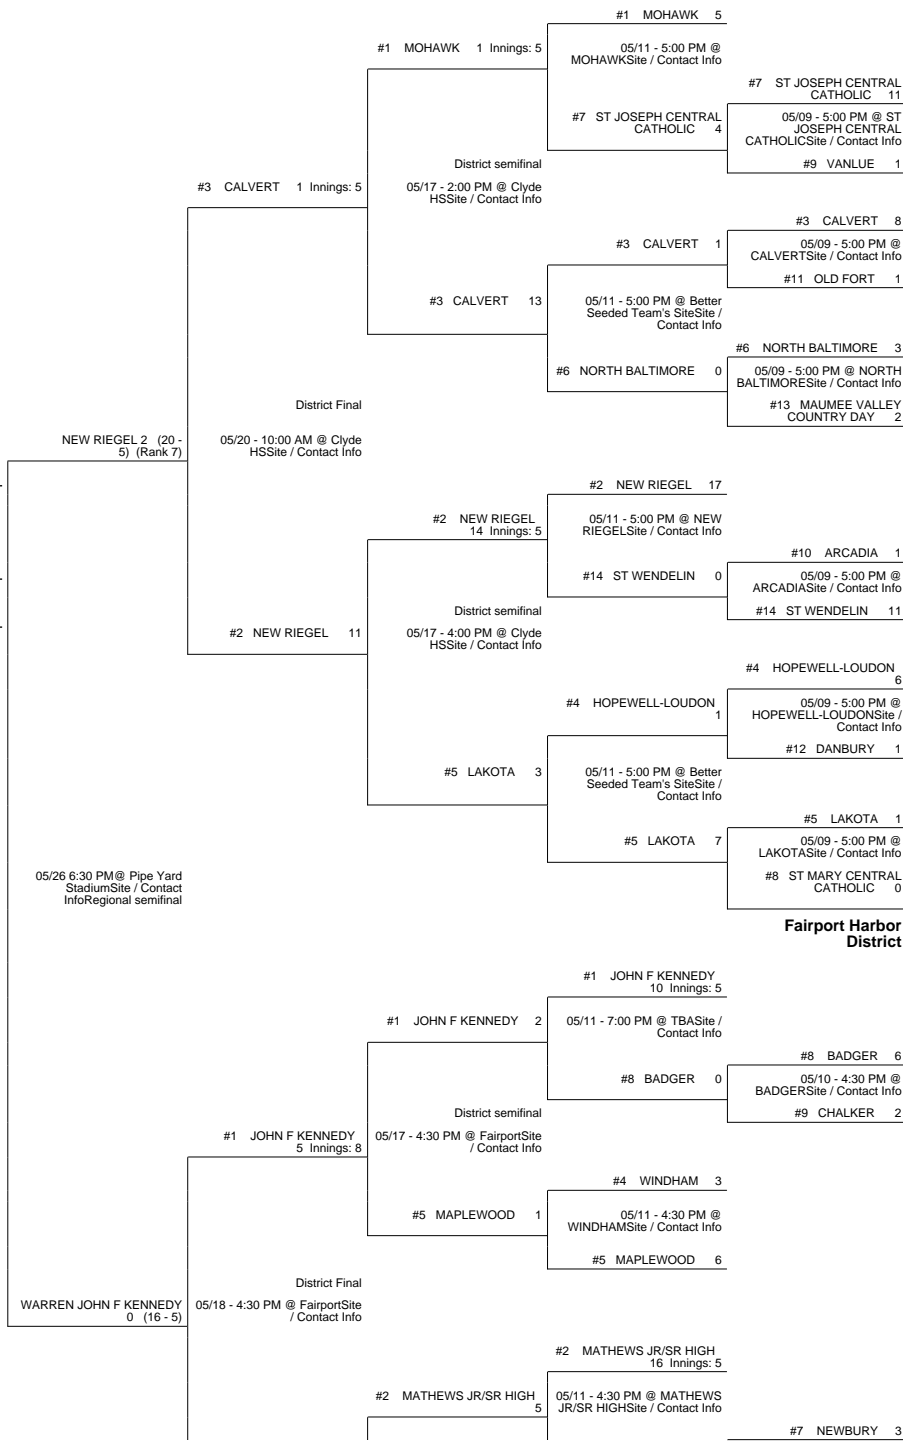 #1 MOHAWK 5
#1 MOHAWK 1 Innings: 5
05/11 - 5:00 PM @
MOHAWKSite / Contact Info
#7 ST JOSEPH CENTRAL
CATHOLIC 11
#7 ST JOSEPH CENTRAL
CATHOLIC 4
05/09 - 5:00 PM @ ST
JOSEPH CENTRAL
CATHOLICSite / Contact Info
#9 VANLUE 1
District semifinal
05/17 - 2:00 PM @ Clyde
HSSite / Contact Info
#3 CALVERT 1 Innings: 5
#3 CALVERT 8
#3 CALVERT 1
05/09 - 5:00 PM @
CALVERTSite / Contact Info
#11 OLD FORT 1
#3 CALVERT 13
05/11 - 5:00 PM @ Better
Seeded Team's SiteSite /
Contact Info
#6 NORTH BALTIMORE 3
#6 NORTH BALTIMORE 0
05/09 - 5:00 PM @ NORTH
BALTIMORESite / Contact Info
#13 MAUMEE VALLEY
COUNTRY DAY 2
District Final
05/20 - 10:00 AM @ Clyde
HSSite / Contact Info
NEW RIEGEL 2 (20 -
5) (Rank 7)
#2 NEW RIEGEL 17
#2 NEW RIEGEL
14 Innings: 5
05/11 - 5:00 PM @ NEW
RIEGELSite / Contact Info
#10 ARCADIA 1
#14 ST WENDELIN 0
05/09 - 5:00 PM @
ARCADIASite / Contact Info
#14 ST WENDELIN 11
District semifinal
05/17 - 4:00 PM @ Clyde
HSSite / Contact Info
#2 NEW RIEGEL 11
#4 HOPEWELL-LOUDON
6
#4 HOPEWELL-LOUDON
1
05/09 - 5:00 PM @
HOPEWELL-LOUDONSite /
Contact Info
#12 DANBURY 1
#5 LAKOTA 3
05/11 - 5:00 PM @ Better
Seeded Team's SiteSite /
Contact Info
#5 LAKOTA 1
#5 LAKOTA 7
05/09 - 5:00 PM @
LAKOTASite / Contact Info
#8 ST MARY CENTRAL
CATHOLIC 0
05/26 6:30 PM@ Pipe Yard
StadiumSite / Contact
InfoRegional semifinal
Fairport Harbor
District
#1 JOHN F KENNEDY
10 Innings: 5
#1 JOHN F KENNEDY 2
05/11 - 7:00 PM @ TBASite /
Contact Info
#8 BADGER 6
#8 BADGER 0
05/10 - 4:30 PM @
BADGERSite / Contact Info
#9 CHALKER 2
District semifinal
05/17 - 4:30 PM @ FairportSite
/ Contact Info
#1 JOHN F KENNEDY
5 Innings: 8
#4 WINDHAM 3
#5 MAPLEWOOD 1
05/11 - 4:30 PM @
WINDHAMSite / Contact Info
#5 MAPLEWOOD 6
District Final
05/18 - 4:30 PM @ FairportSite
/ Contact Info
WARREN JOHN F KENNEDY
0 (16 - 5)
#2 MATHEWS JR/SR HIGH
16 Innings: 5
#2 MATHEWS JR/SR HIGH
5
05/11 - 4:30 PM @ MATHEWS
JR/SR HIGHSite / Contact Info
#7 NEWBURY 3